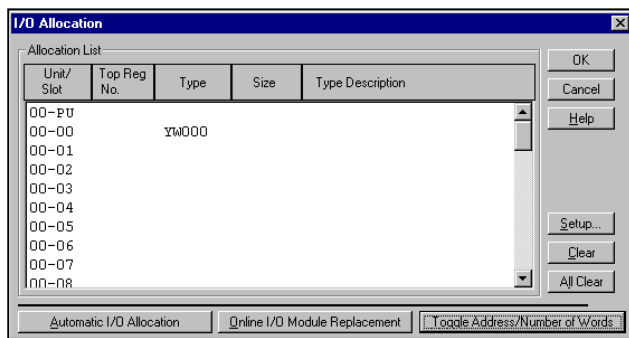 I/O Allocation
Allocation List
Unit/ Slot
Top Reg No.
Type
Size
Type Description
00-PU
00-00 YW000
00-01
00-02
00-03
00-04
00-05
00-06
00-07
00-08
OK
Cancel
Help
Setup...
Clear
All Clear
Automatic I/O Allocation
Online I/O Module Replacement
Toggle Address/Number of Words